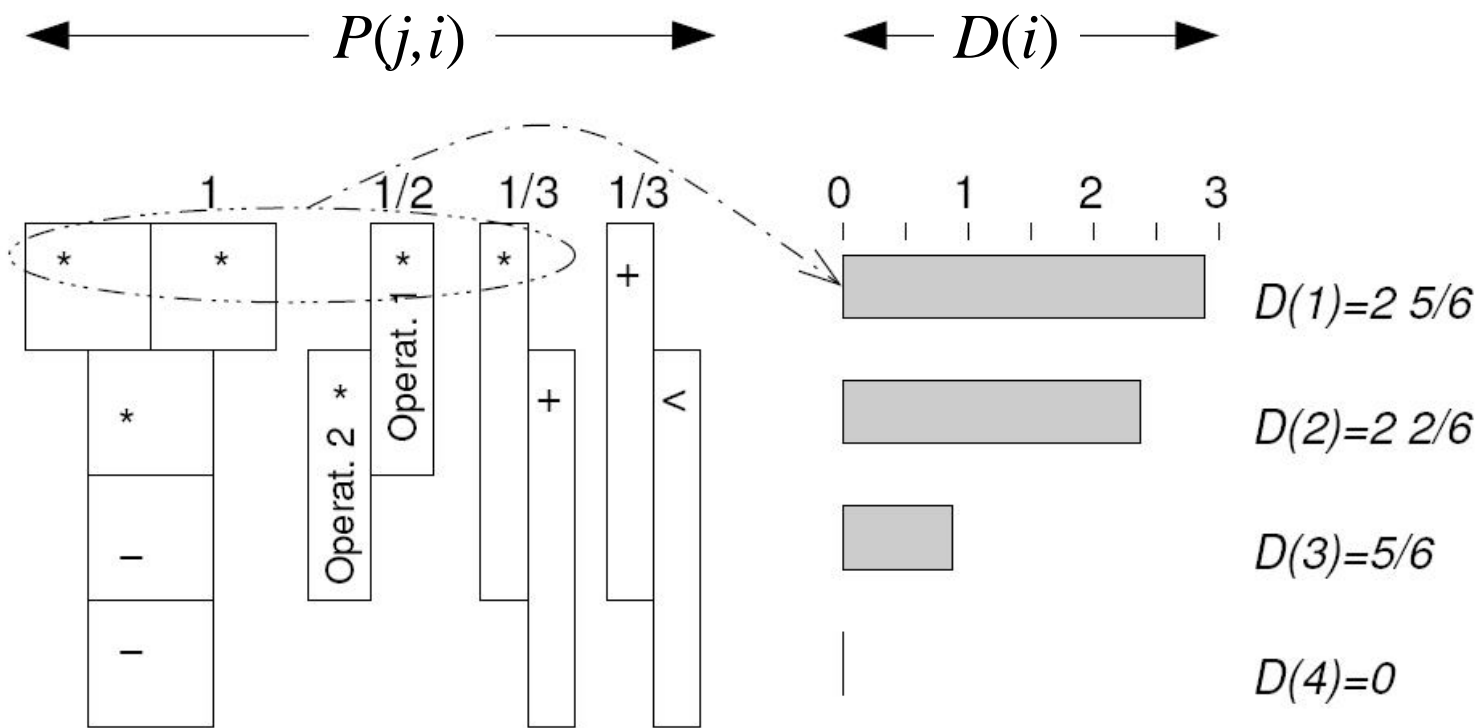 P(j,i) D(i)
1 1/2 1/3 1/3 0 1 2 3
* * * * +
D(1)=2 5/6
Operat. 1
* Operat. 2 * + <
D(2)=2 2/6
–
D(3)=5/6
–
D(4)=0